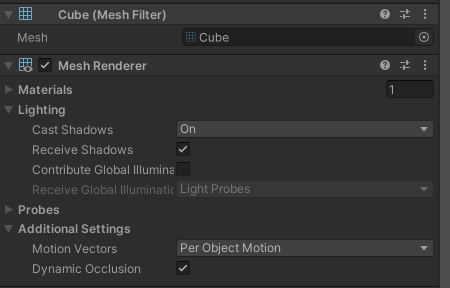 Cube (Mesh Filter)
Mesh Cube
Mesh Renderer
Materials 1
Lighting
Cast Shadows On
Receive Shadows
Contribute Global Illumina
Receive Global Illuminatic Light Probes
Probes
Additional Settings
Motion Vectors Per Object Motion
Dynamic Occlusion